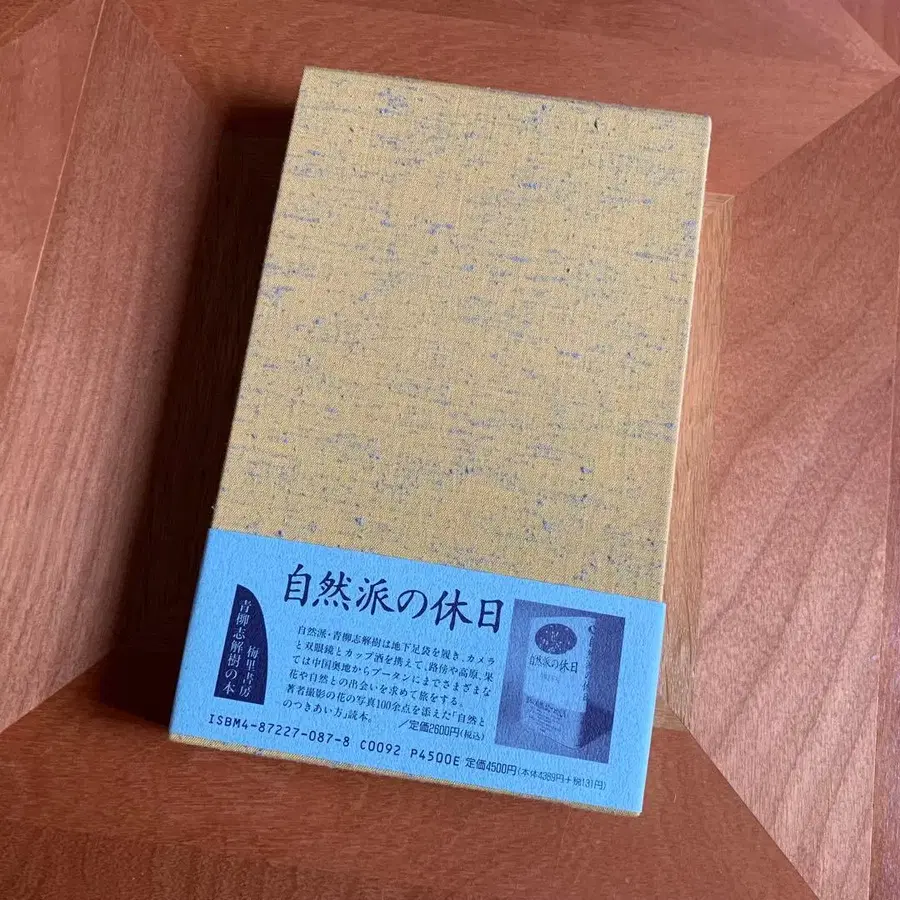 自然派の休日
青柳志解樹の本
梅里書房
自然派・青柳志解樹は地下足袋を履き、カメラ
と双眼鏡とカップ酒を携えて、路傍や高原、果
ては中国奥地からブータンにまでさまざまな
花や自然との出会いを求めて旅をする。
著者撮影の花の写真100余点を添えた「自然と
のつきあい方」読本。
／定価2600円(税込)
自然派の休日
ISBM4-87227-087-8 C0092 P4500E 定価4500円(本体4369円+税131円)